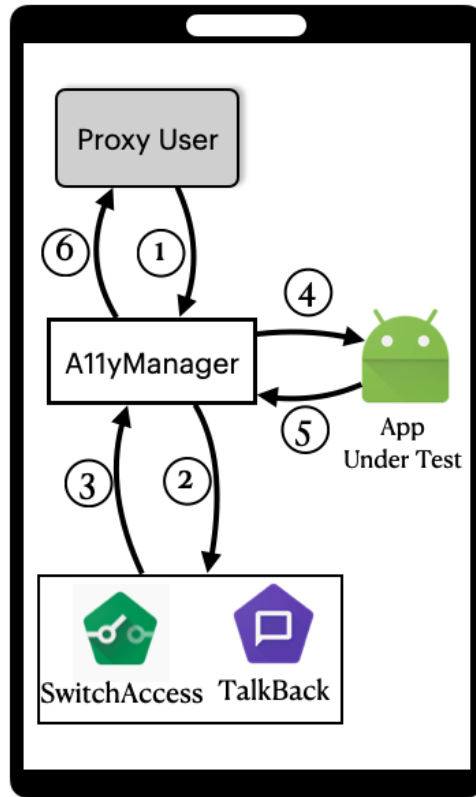 Proxy User
6
1
4
A11yManager
5
App
Under Test
3
2
SwitchAccess
TalkBack